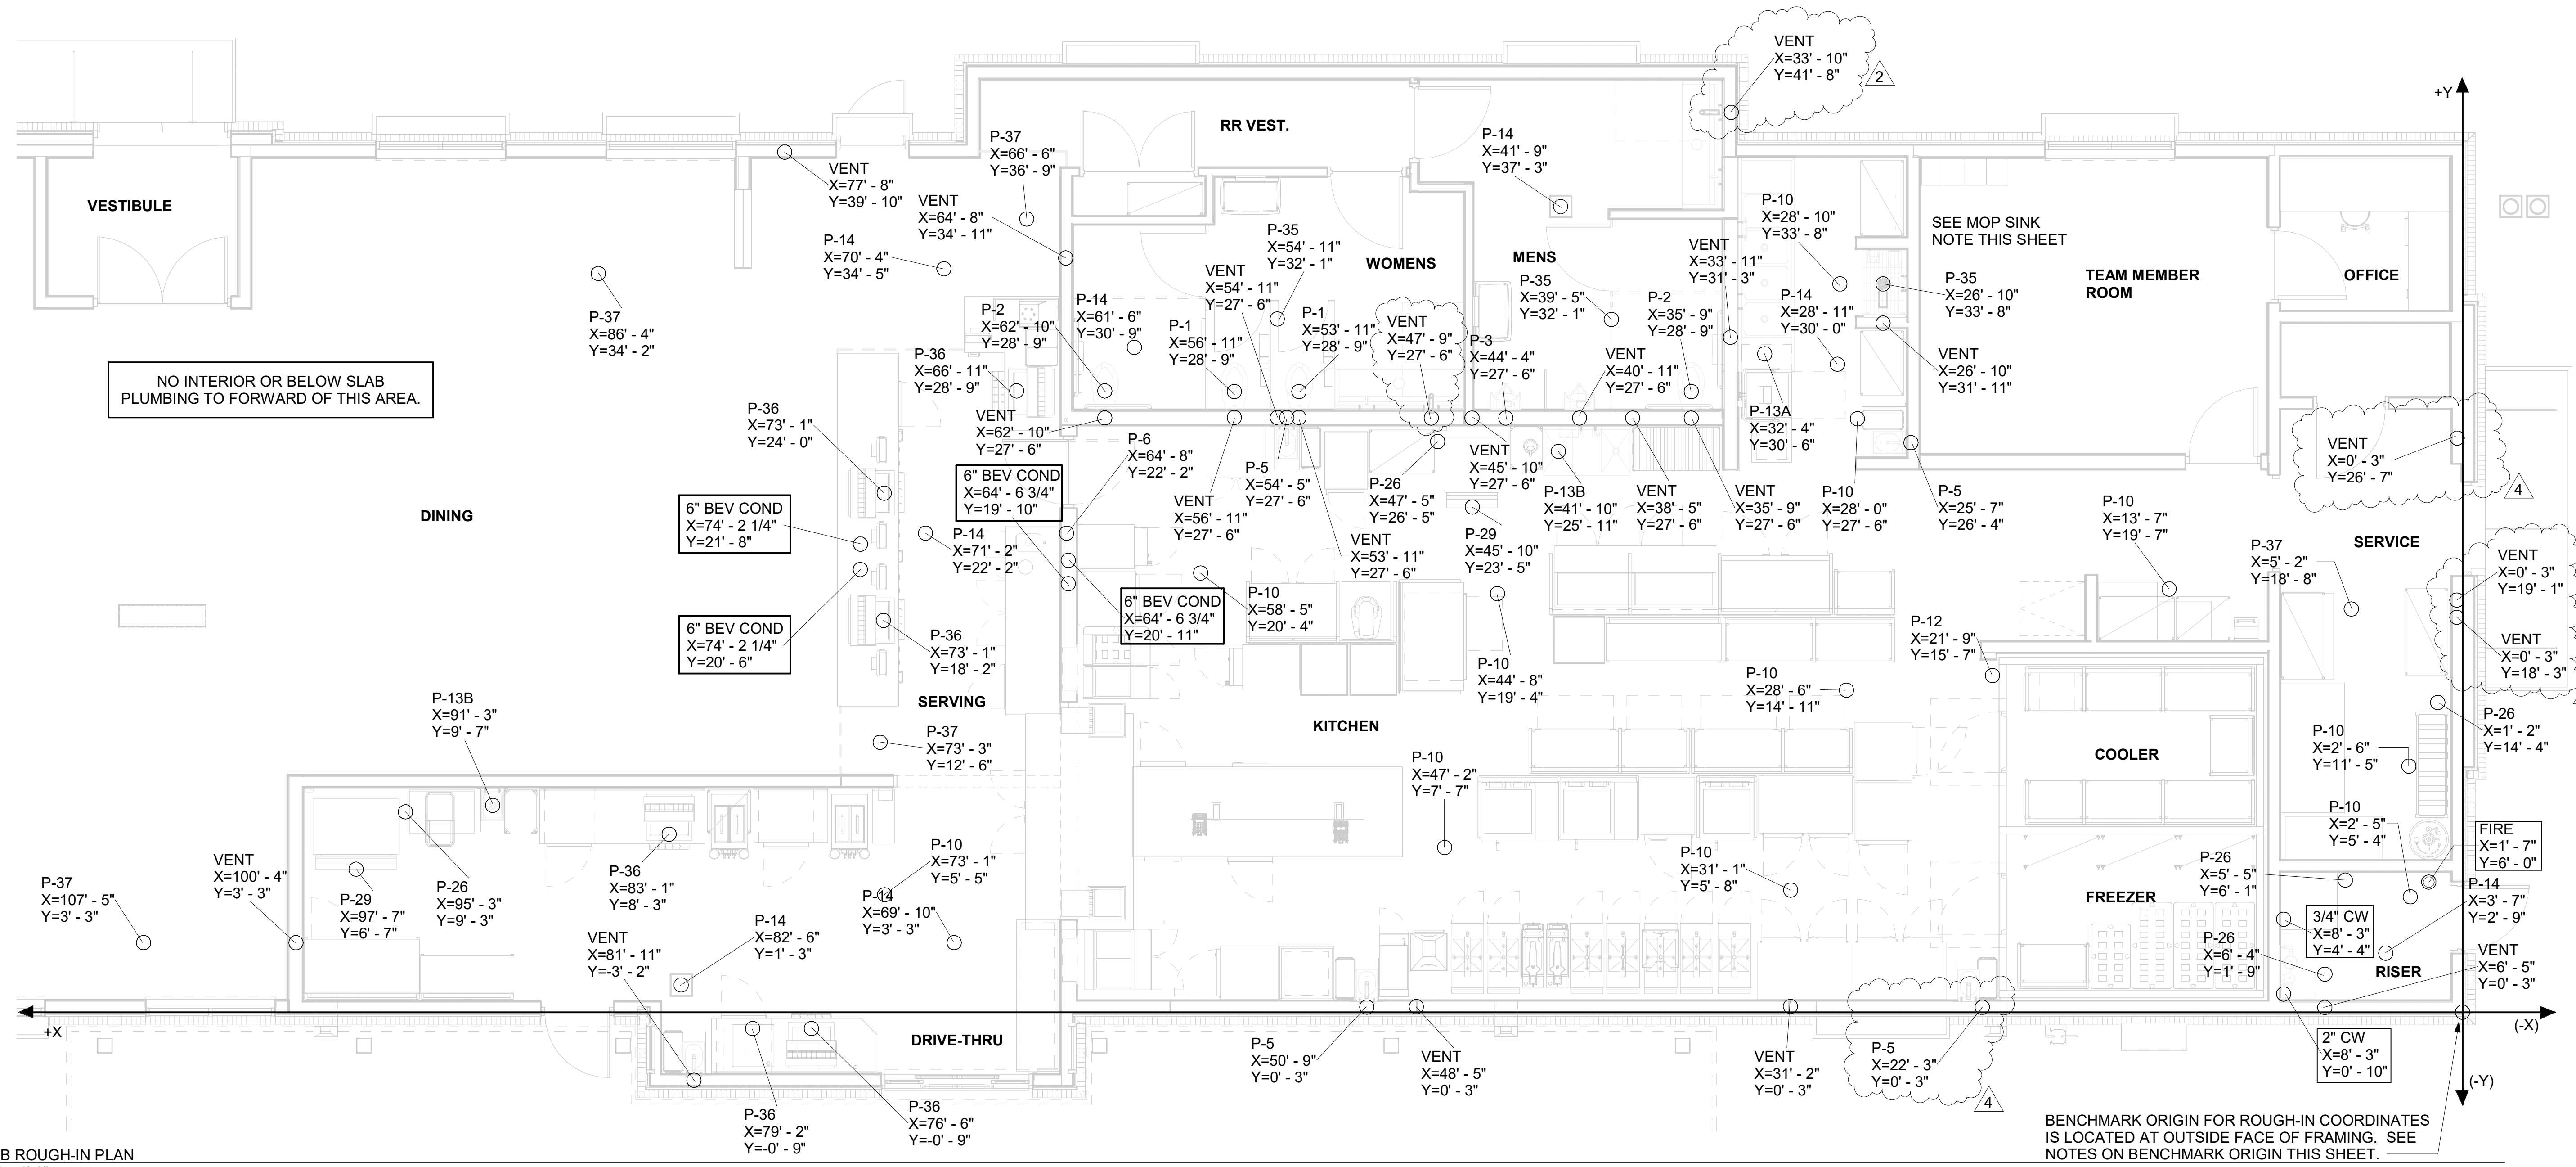 VENT
X=33' - 10"
Y=41' - 8"
2
+Y
RR VEST.
P-37
X=66' - 6"
Y=36' - 9"
P-14
X=41' - 9"
Y=37' - 3"
VENT
X=77' - 8"
Y=39' - 10"
VESTIBULE
VENT
X=64' - 8"
Y=34' - 11"
P-10
X=28' - 10"
Y=33' - 8"
SEE MOP SINK
NOTE THIS SHEET
P-14
X=70' - 4"
Y=34' - 5"
P-35
X=54' - 11"
Y=32' - 1"
WOMENS
MENS
VENT
X=33' - 11"
Y=31' - 3"
TEAM MEMBER
ROOM
OFFICE
VENT
X=54' - 11"
Y=27' - 6"
P-35
X=39' - 5"
Y=32' - 1"
P-35
X=26' - 10"
Y=33' - 8"
P-37
X=86' - 4"
Y=34' - 2"
P-2
X=62' - 10"
Y=28' - 9"
P-14
X=61' - 6"
Y=30' - 9"
P-1
X=56' - 11"
Y=28' - 9"
P-1
X=53' - 11"
Y=28' - 9"
VENT
X=47' - 9"
Y=27' - 6"
P-3
X=44' - 4"
Y=27' - 6"
P-2
X=35' - 9"
Y=28' - 9"
P-14
X=28' - 11"
Y=30' - 0"
NO INTERIOR OR BELOW SLAB
PLUMBING TO FORWARD OF THIS AREA.
P-36
X=66' - 11"
Y=28' - 9"
VENT
X=40' - 11"
Y=27' - 6"
VENT
X=26' - 10"
Y=31' - 11"
P-36
X=73' - 1"
Y=24' - 0"
VENT
X=62' - 10"
Y=27' - 6"
P-13A
X=32' - 4"
Y=30' - 6"
VENT
X=0' - 3"
Y=26' - 7"
4
P-6
X=64' - 8"
Y=22' - 2"
6" BEV COND
X=64' - 6 3/4"
Y=19' - 10"
P-5
X=54' - 5"
Y=27' - 6"
VENT
X=45' - 10"
Y=27' - 6"
P-26
X=47' - 5"
Y=26' - 5"
P-13B
X=41' - 10"
Y=25' - 11"
VENT
X=38' - 5"
Y=27' - 6"
VENT
X=35' - 9"
Y=27' - 6"
P-10
X=28' - 0"
Y=27' - 6"
P-5
X=25' - 7"
Y=26' - 4"
P-10
X=13' - 7"
Y=19' - 7"
DINING
6" BEV COND
X=74' - 2 1/4"
Y=21' - 8"
VENT
X=56' - 11"
Y=27' - 6"
P-14
X=71' - 2"
Y=22' - 2"
VENT
X=53' - 11"
Y=27' - 6"
P-29
X=45' - 10"
Y=23' - 5"
P-37
X=5' - 2"
Y=18' - 8"
SERVICE
VENT
X=0' - 3"
Y=19' - 1"
6" BEV COND
X=74' - 2 1/4"
Y=20' - 6"
P-36
X=73' - 1"
Y=18' - 2"
6" BEV COND
X=64' - 6 3/4"
Y=20' - 11"
P-10
X=58' - 5"
Y=20' - 4"
P-10
X=44' - 8"
Y=19' - 4"
P-12
X=21' - 9"
Y=15' - 7"
VENT
X=0' - 3"
Y=18' - 3"
P-10
X=28' - 6"
Y=14' - 11"
P-13B
X=91' - 3"
Y=9' - 7"
SERVING
KITCHEN
P-37
X=73' - 3"
Y=12' - 6"
COOLER
P-10
X=2' - 6"
Y=11' - 5"
P-26
X=1' - 2"
Y=14' - 4"
P-10
X=47' - 2"
Y=7' - 7"
P-10
X=2' - 5"
Y=5' - 4"
FIRE
X=1' - 7"
Y=6' - 0"
P-37
X=107' - 5"
Y=3' - 3"
VENT
X=100' - 4"
Y=3' - 3"
P-29
X=97' - 7"
Y=6' - 7"
P-26
X=95' - 3"
Y=9' - 3"
P-36
X=83' - 1"
Y=8' - 3"
P-10
X=73' - 1"
Y=5' - 5"
P-14
X=69' - 10"
Y=3' - 3"
P-10
X=31' - 1"
Y=5' - 8"
FREEZER
P-26
X=5' - 5"
Y=6' - 1"
P-14
X=3' - 7"
Y=2' - 9"
3/4" CW
X=8' - 3"
Y=4' - 4"
VENT
X=81' - 11"
Y=-3' - 2"
P-14
X=82' - 6"
Y=1' - 3"
P-26
X=6' - 4"
Y=1' - 9"
RISER
VENT
X=6' - 5"
Y=0' - 3"
+X
(-X)
DRIVE-THRU
P-5
X=50' - 9"
Y=0' - 3"
VENT
X=48' - 5"
Y=0' - 3"
VENT
X=31' - 2"
Y=0' - 3"
P-5
X=22' - 3"
Y=0' - 3"
4
2" CW
X=8' - 3"
Y=0' - 10"
(-Y)
P-36
X=79' - 2"
Y=-0' - 9"
P-36
X=76' - 6"
Y=-0' - 9"
BENCHMARK ORIGIN FOR ROUGH-IN COORDINATES
IS LOCATED AT OUTSIDE FACE OF FRAMING. SEE
NOTES ON BENCHMARK ORIGIN THIS SHEET.
B ROUGH-IN PLAN